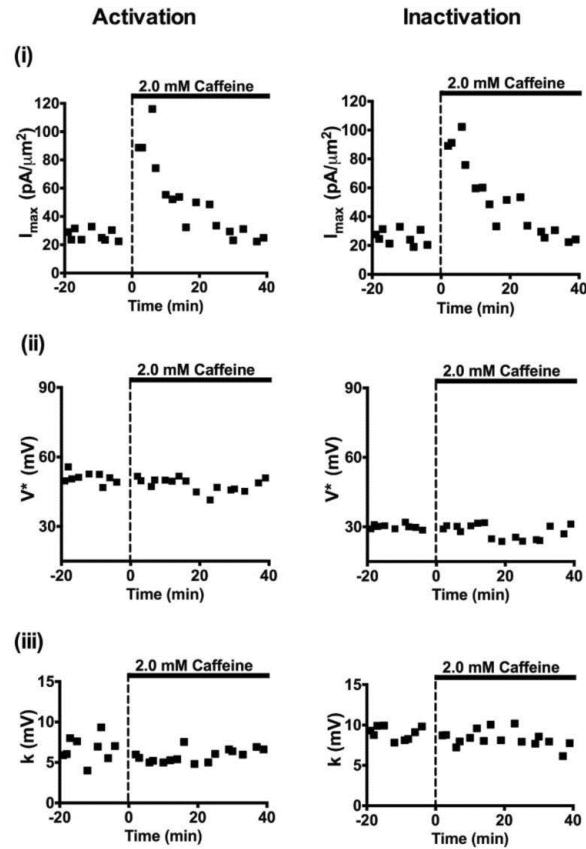 Activation Inactivation
(i)
2.0 mM Caffeine 2.0 mM Caffeine
120 120
100 100
80 80
60 60
40 40
20 20
0 0
I_max (pA/μm²) I_max (pA/μm²)
-20 0 20 40 -20 0 20 40
Time (min) Time (min)
(ii)
2.0 mM Caffeine 2.0 mM Caffeine
90 90
60 60
30 30
V* (mV) V* (mV)
-20 0 20 40 -20 0 20 40
Time (min) Time (min)
(iii)
2.0 mM Caffeine 2.0 mM Caffeine
15 15
10 10
5 5
0 0
k (mV) k (mV)
-20 0 20 40 -20 0 20 40
Time (min) Time (min)